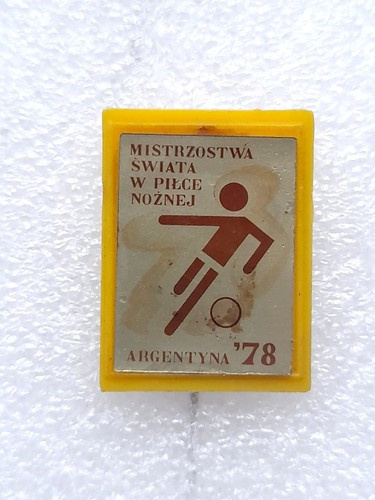 MISTRZOSTWA
ŚWIATA
W PIŁCE
NOŻNEJ
ARGENTYNA '78